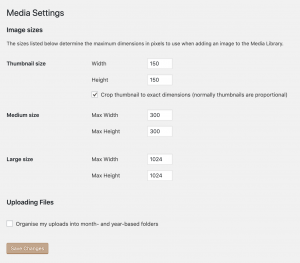 Media Settings
Image sizes
The sizes listed below determine the maximum dimensions in pixels to use when adding an image to the Media Library.
Thumbnail size Width 150
Height 150
Crop thumbnail to exact dimensions (normally thumbnails are proportional)
Medium size Max Width 300
Max Height 300
Large size Max Width 1024
Max Height 1024
Uploading Files
Organise my uploads into month- and year-based folders
Save Changes